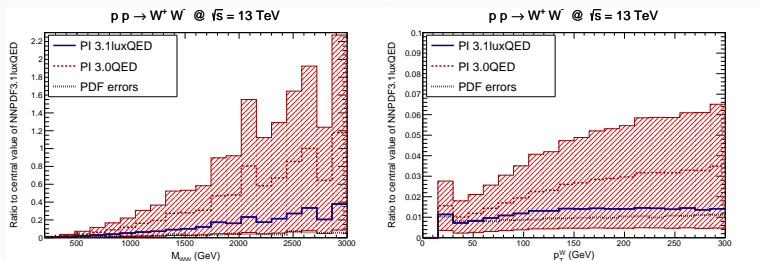 p p → W⁺ W⁻ @ √s = 13 TeV
Ratio to central value of NNPDF3.1luxQED
2.2
2
1.8
1.6
1.4
1.2
1
0.8
0.6
0.4
0.2
0
PI 3.1luxQED
PI 3.0QED
PDF errors
500 1000 1500 2000 2500 3000
M_WW (GeV)
p p → W⁺ W⁻ @ √s = 13 TeV
Ratio to central value of NNPDF3.1luxQED
0.1
0.09
0.08
0.07
0.06
0.05
0.04
0.03
0.02
0.01
0
PI 3.1luxQED
PI 3.0QED
PDF errors
0 50 100 150 200 250 300
p_T^W (GeV)